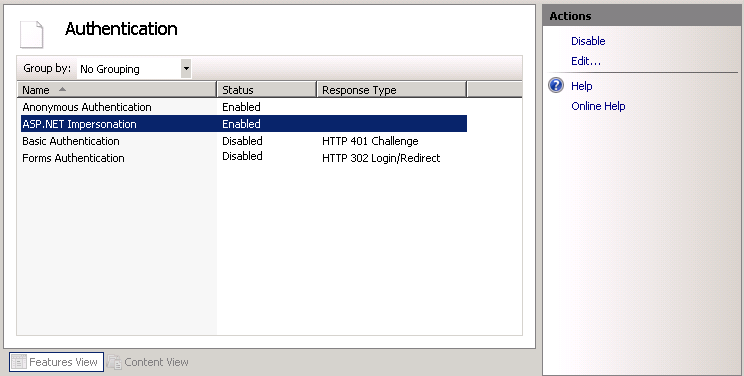 Authentication
Group by: No Grouping
Name Status Response Type
Anonymous Authentication Enabled
ASP.NET Impersonation Enabled
Basic Authentication Disabled HTTP 401 Challenge
Forms Authentication Disabled HTTP 302 Login/Redirect
Features View Content View
Actions
Disable
Edit...
Help
Online Help